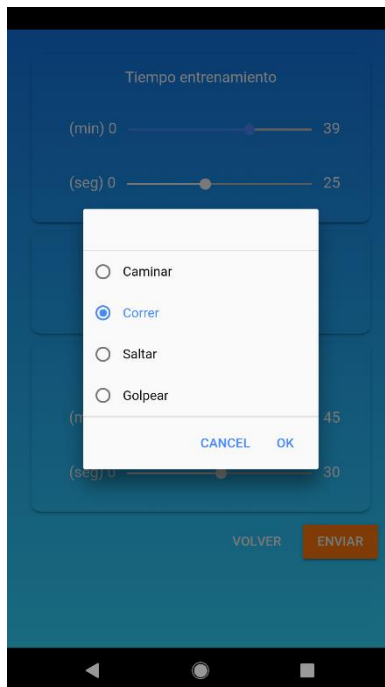 Tiempo entrenamiento
(min) 0 39
(seg) 0 25
Caminar
Correr
Saltar
Golpear
45
CANCEL OK
(seg) 0 30
VOLVER ENVIAR